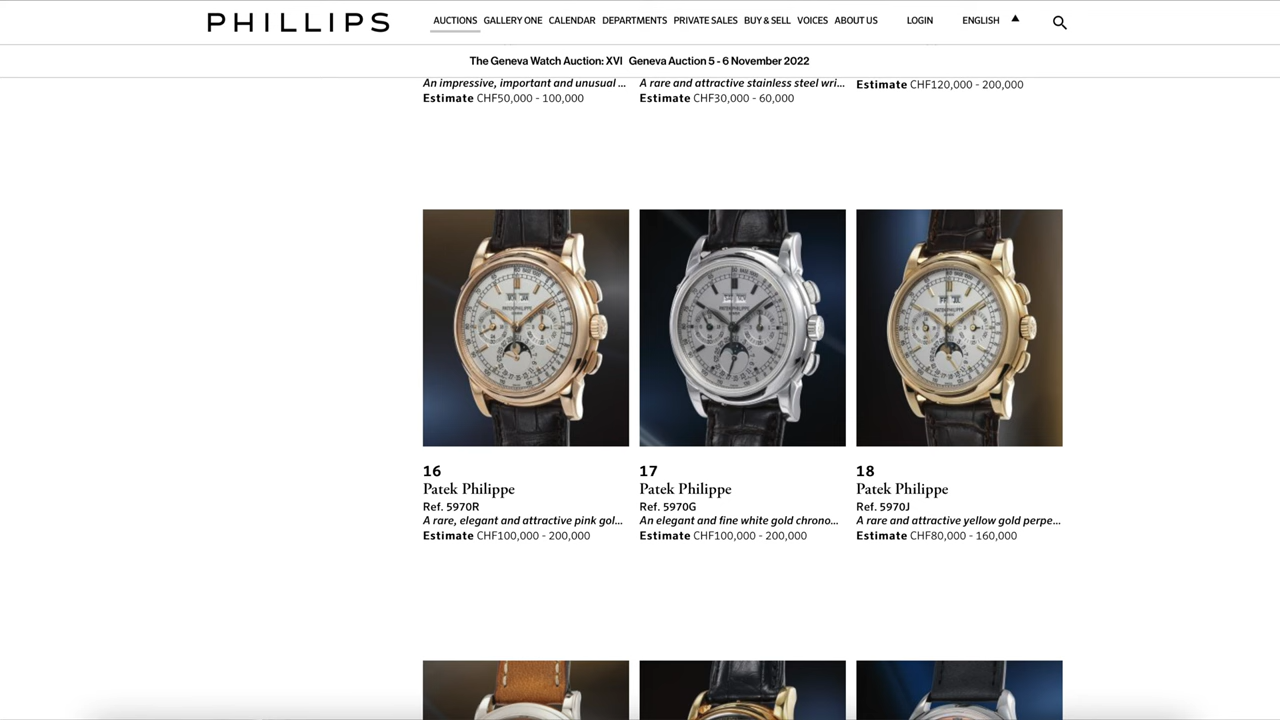 PHILLIPS
AUCTIONS GALLERY ONE CALENDAR DEPARTMENTS PRIVATE SALES BUY & SELL VOICES ABOUT US LOGIN ENGLISH
The Geneva Watch Auction: XVI Geneva Auction 5 - 6 November 2022
An impressive, important and unusual ...
Estimate CHF50,000 - 100,000
A rare and attractive stainless steel wri...
Estimate CHF30,000 - 60,000
Estimate CHF120,000 - 200,000
16
Patek Philippe
Ref. 5970R
A rare, elegant and attractive pink gol...
Estimate CHF100,000 - 200,000
17
Patek Philippe
Ref. 5970G
An elegant and fine white gold chrono...
Estimate CHF100,000 - 200,000
18
Patek Philippe
Ref. 5970J
A rare and attractive yellow gold perpe...
Estimate CHF80,000 - 160,000